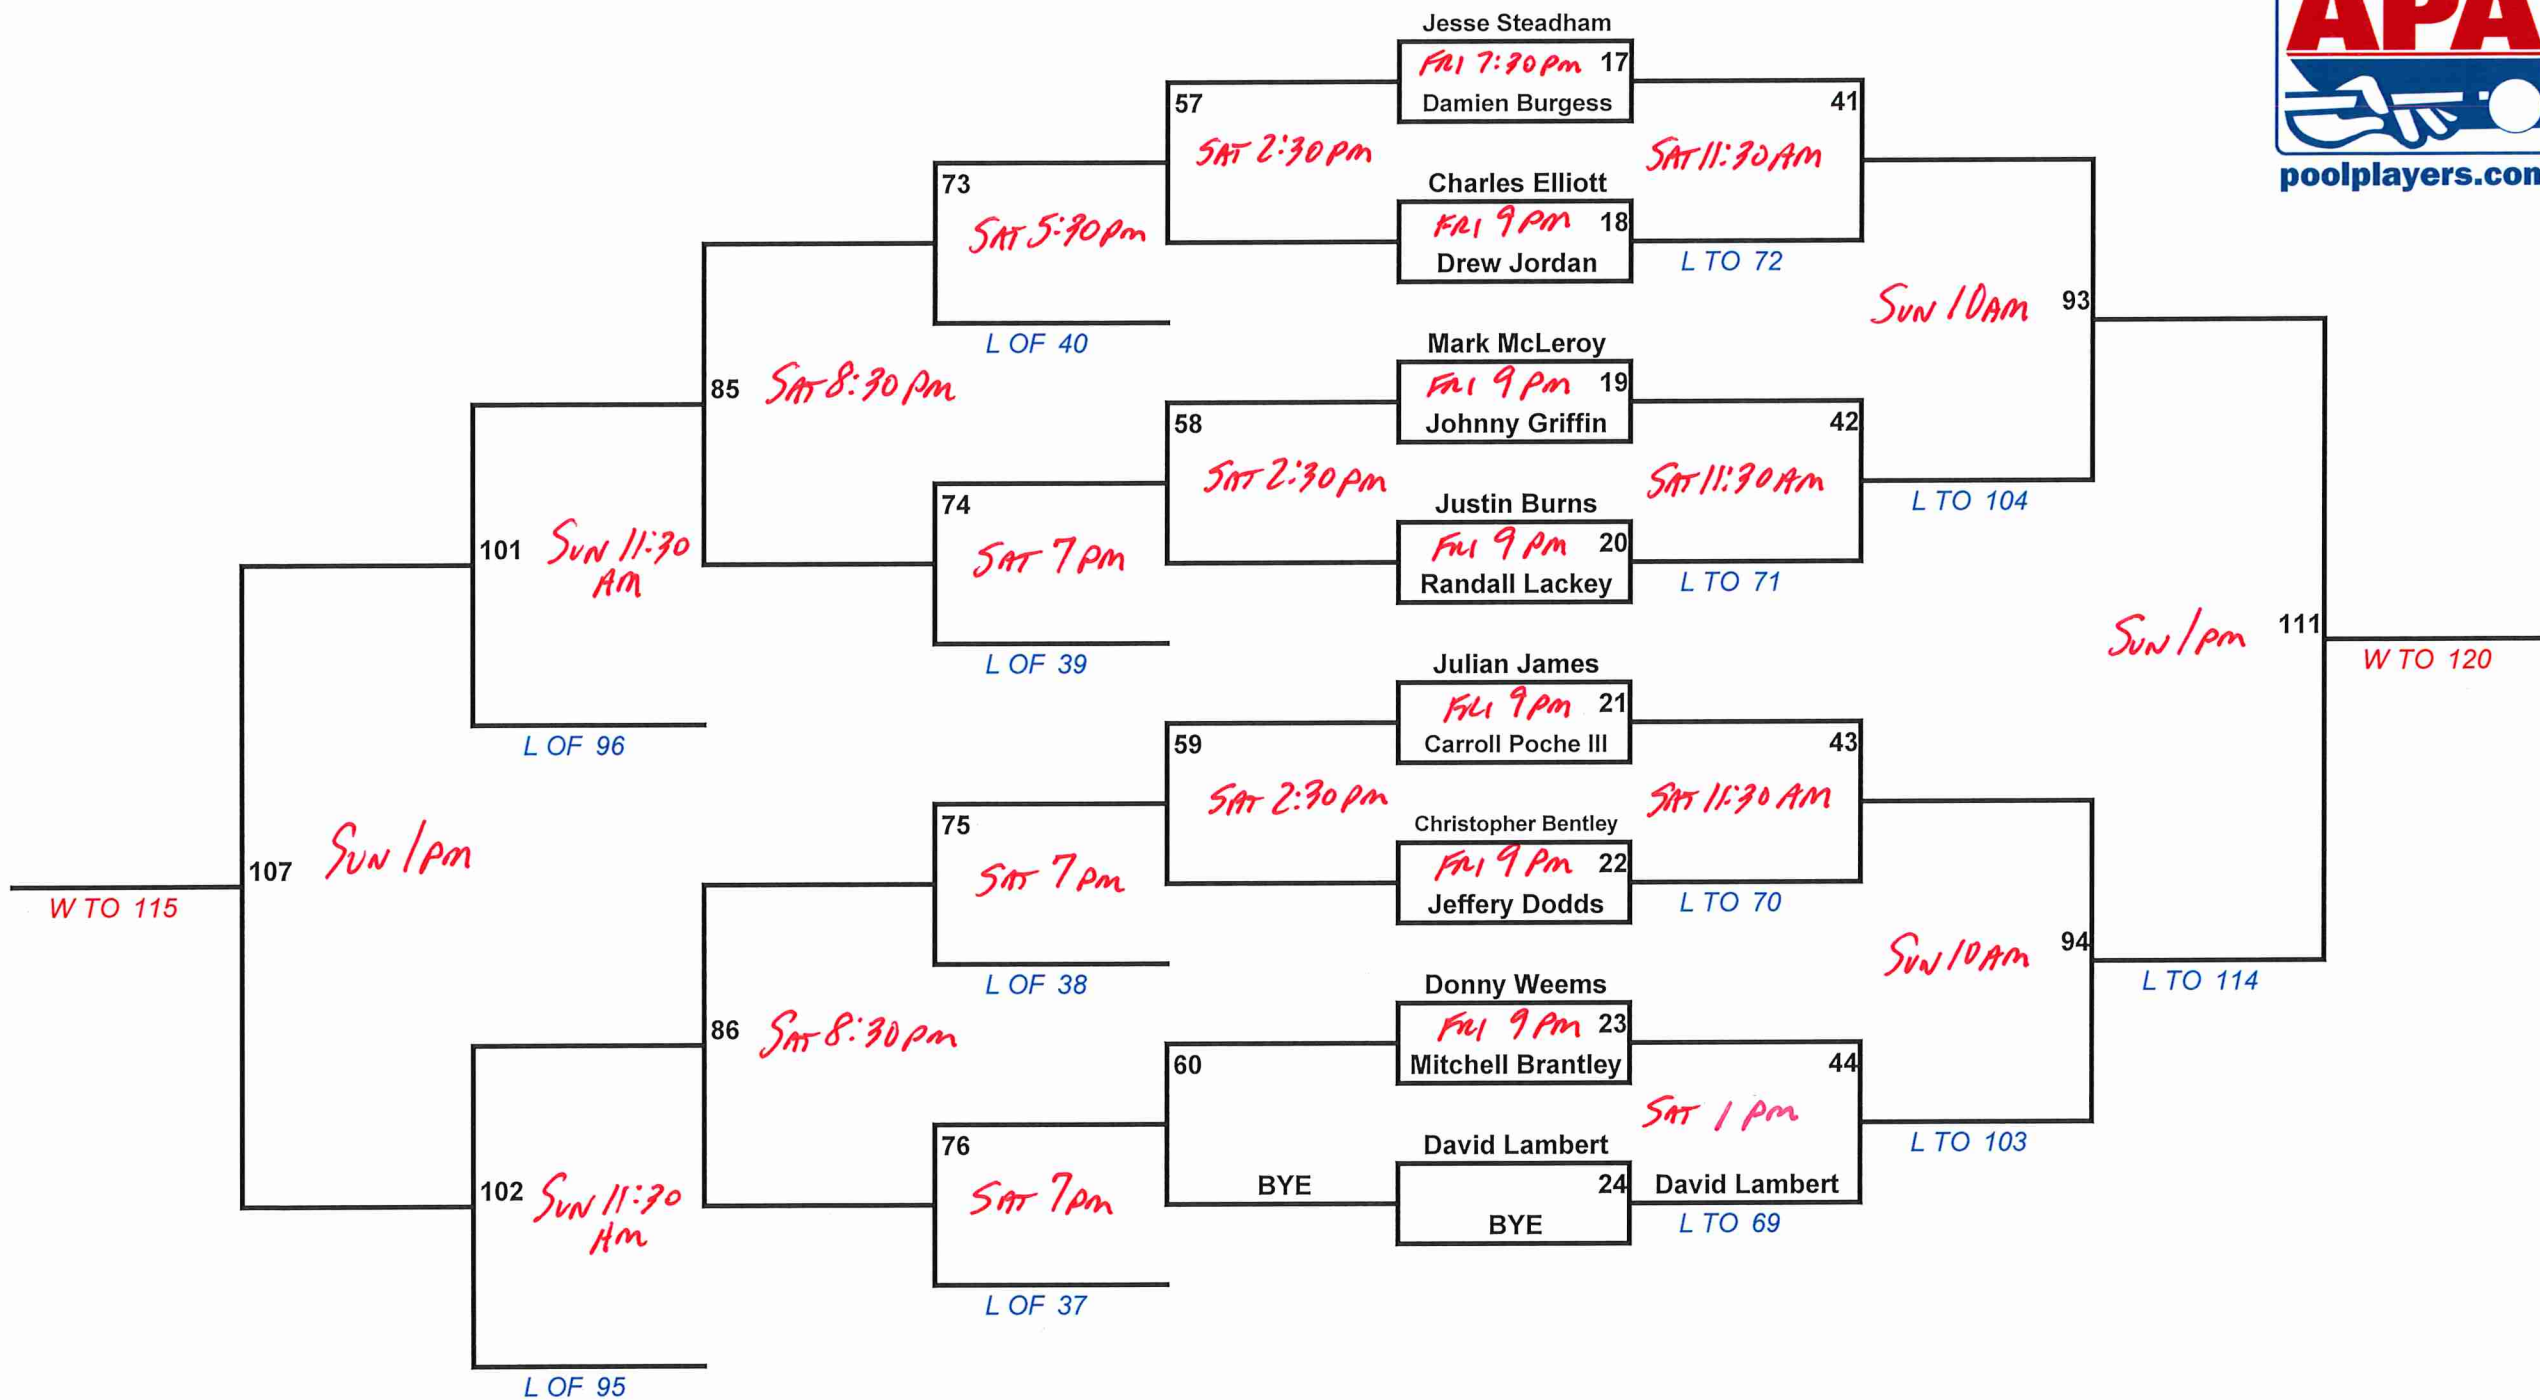 APA
poolplayers.com
Jesse Steadham
FRI 7:30 PM 17
Damien Burgess
57
41
SAT 2:30 PM
SAT 11:30 AM
73
Charles Elliott
SAT 5:30 PM
FRI 9 PM 18
Drew Jordan
L TO 72
SUN 10 AM 93
L OF 40
Mark McLeroy
85 SAT 8:30 PM
FRI 9 PM 19
Johnny Griffin
58
42
SAT 2:30 PM
SAT 11:30 AM
74
Justin Burns
L TO 104
101 SUN 11:30
AM
SAT 7 PM
FRI 9 PM 20
Randall Lackey
L TO 71
SUN 1 PM 111
W TO 120
L OF 39
Julian James
FRI 9 PM 21
Carroll Poche III
L OF 96
59
43
SAT 2:30 PM
SAT 11:30 AM
75
Christopher Bentley
107 SUN 1 PM
W TO 115
SAT 7 PM
FRI 9 PM 22
Jeffery Dodds
L TO 70
SUN 10 AM 94
L OF 38
Donny Weems
L TO 114
86 SAT 8:30 PM
FRI 9 PM 23
Mitchell Brantley
60
44
SAT 1 PM
76
David Lambert
L TO 103
102 SUN 11:30
AM
SAT 7 PM
BYE
24
David Lambert
BYE
L TO 69
L OF 37
L OF 95